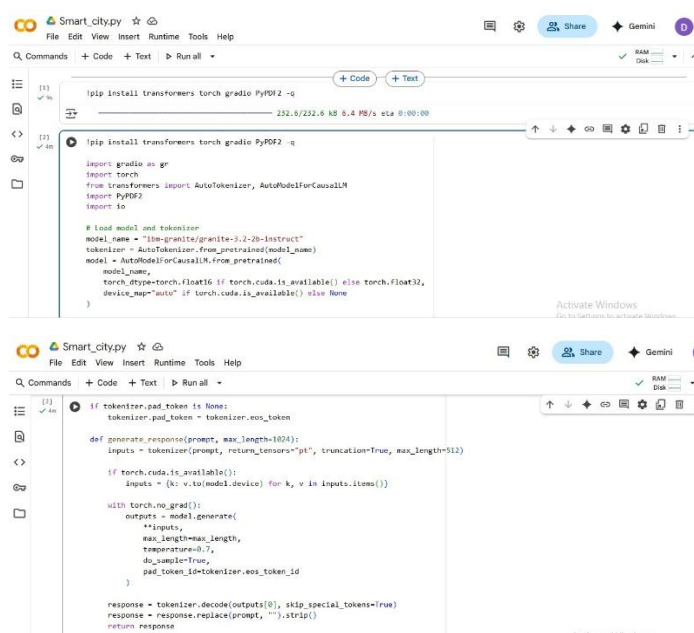 Smart_city.py
File Edit View Insert Runtime Tools Help
Share
Gemini
D
Commands + Code + Text Run all
RAM
Disk
+ Code + Text
[1]
9s
!pip install transformers torch gradio PyPDF2 -q
232.6/232.6 kB 6.4 MB/s eta 0:00:00
[2]
4m
!pip install transformers torch gradio PyPDF2 -q
import gradio as gr
import torch
from transformers import AutoTokenizer, AutoModelForCausalLM
import PyPDF2
import io
# Load model and tokenizer
model_name = "ibm-granite/granite-3.2-2b-instruct"
tokenizer = AutoTokenizer.from_pretrained(model_name)
model = AutoModelForCausalLM.from_pretrained(
model_name,
torch_dtype=torch.float16 if torch.cuda.is_available() else torch.float32,
device_map="auto" if torch.cuda.is_available() else None
)
Activate Windows
Go to Settings to activate Windows.
Smart_city.py
File Edit View Insert Runtime Tools Help
Share
Gemini
Commands + Code + Text Run all
RAM
Disk
[2]
4m
if tokenizer.pad_token is None:
tokenizer.pad_token = tokenizer.eos_token
def generate_response(prompt, max_length=1024):
inputs = tokenizer(prompt, return_tensors="pt", truncation=True, max_length=512)
if torch.cuda.is_available():
inputs = {k: v.to(model.device) for k, v in inputs.items()}
with torch.no_grad():
outputs = model.generate(
**inputs,
max_length=max_length,
temperature=0.7,
do_sample=True,
pad_token_id=tokenizer.eos_token_id
)
response = tokenizer.decode(outputs[0], skip_special_tokens=True)
response = response.replace(prompt, "").strip()
return response